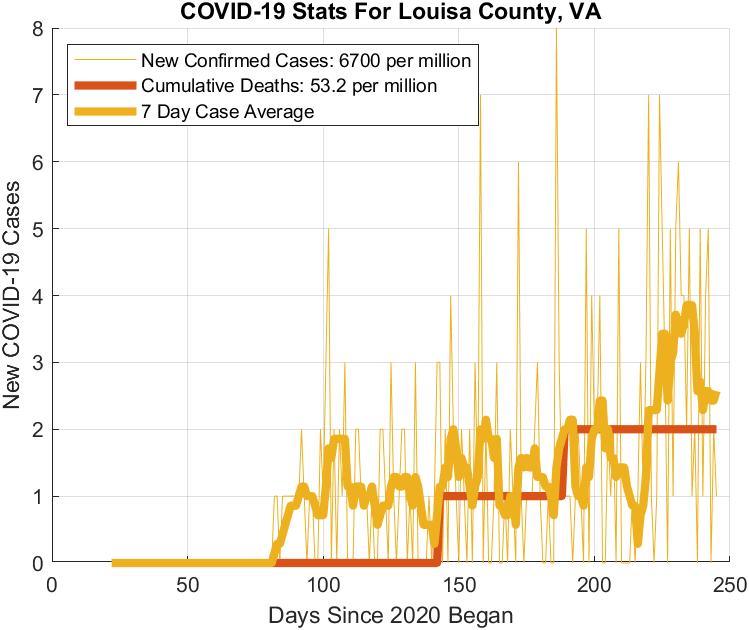 COVID-19 Stats For Louisa County, VA
New Confirmed Cases: 6700 per million
Cumulative Deaths: 53.2 per million
7 Day Case Average
New COVID-19 Cases
8
7
6
5
4
3
2
1
0
0 50 100 150 200 250
Days Since 2020 Began